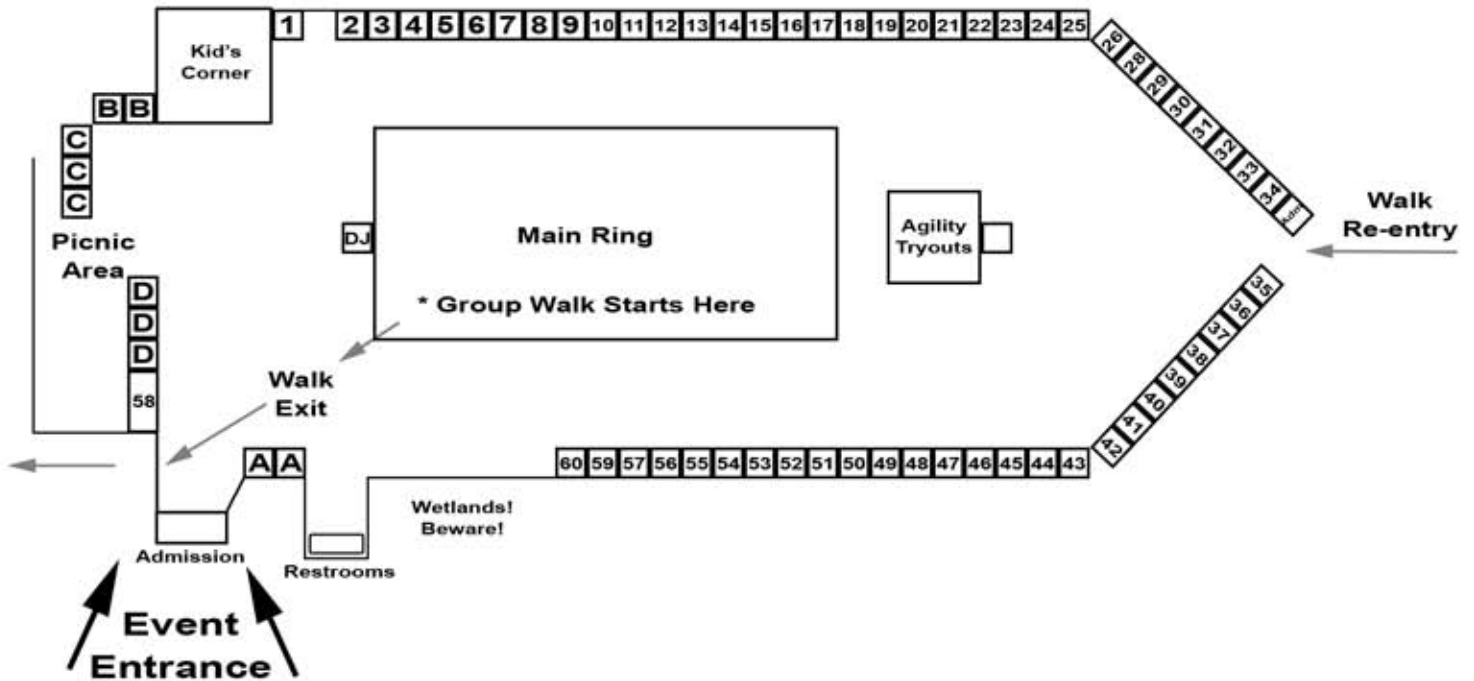 1 2 3 4 5 6 7 8 9 10 11 12 13 14 15 16 17 18 19 20 21 22 23 24 25
Kid's
Corner
26
28
29
30
31
32
33
34
Adm
B B
C
C
C
Picnic
Area
DJ
Main Ring
* Group Walk Starts Here
Agility
Tryouts
Walk
Re-entry
D
D
D
58
Walk
Exit
35
36
37
38
39
40
41
42
A A
60 59 57 56 55 54 53 52 51 50 49 48 47 46 45 44 43
Wetlands!
Beware!
Admission
Restrooms
Event
Entrance